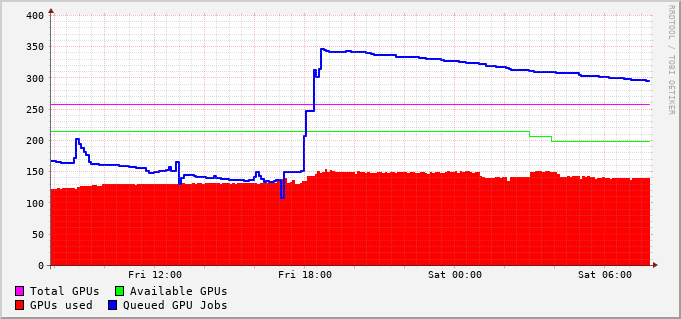 400
350
300
250
200
150
100
50
0
Fri 12:00 Fri 18:00 Sat 00:00 Sat 06:00
Total GPUs Available GPUs
GPUs used Queued GPU Jobs
RRDTOOL / TOBI OETIKER